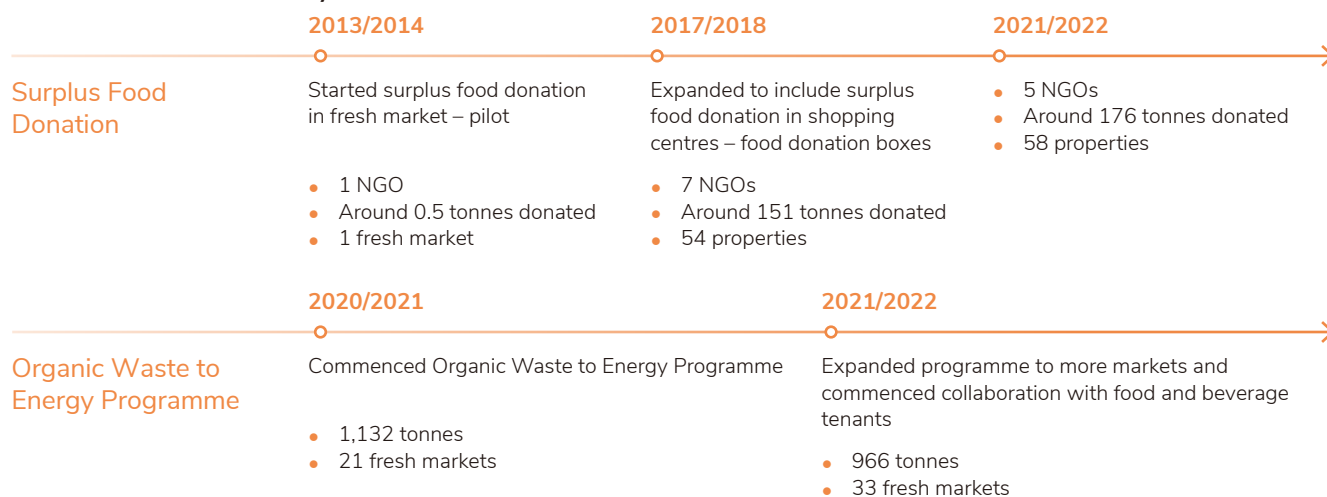 2013/2014
2017/2018
2021/2022
Surplus Food
Donation
Started surplus food donation
in fresh market – pilot
• 1 NGO
• Around 0.5 tonnes donated
• 1 fresh market
Expanded to include surplus
food donation in shopping
centres – food donation boxes
• 7 NGOs
• Around 151 tonnes donated
• 54 properties
• 5 NGOs
• Around 176 tonnes donated
• 58 properties
2020/2021
2021/2022
Organic Waste to
Energy Programme
Commenced Organic Waste to Energy Programme
• 1,132 tonnes
• 21 fresh markets
Expanded programme to more markets and
commenced collaboration with food and beverage
tenants
• 966 tonnes
• 33 fresh markets